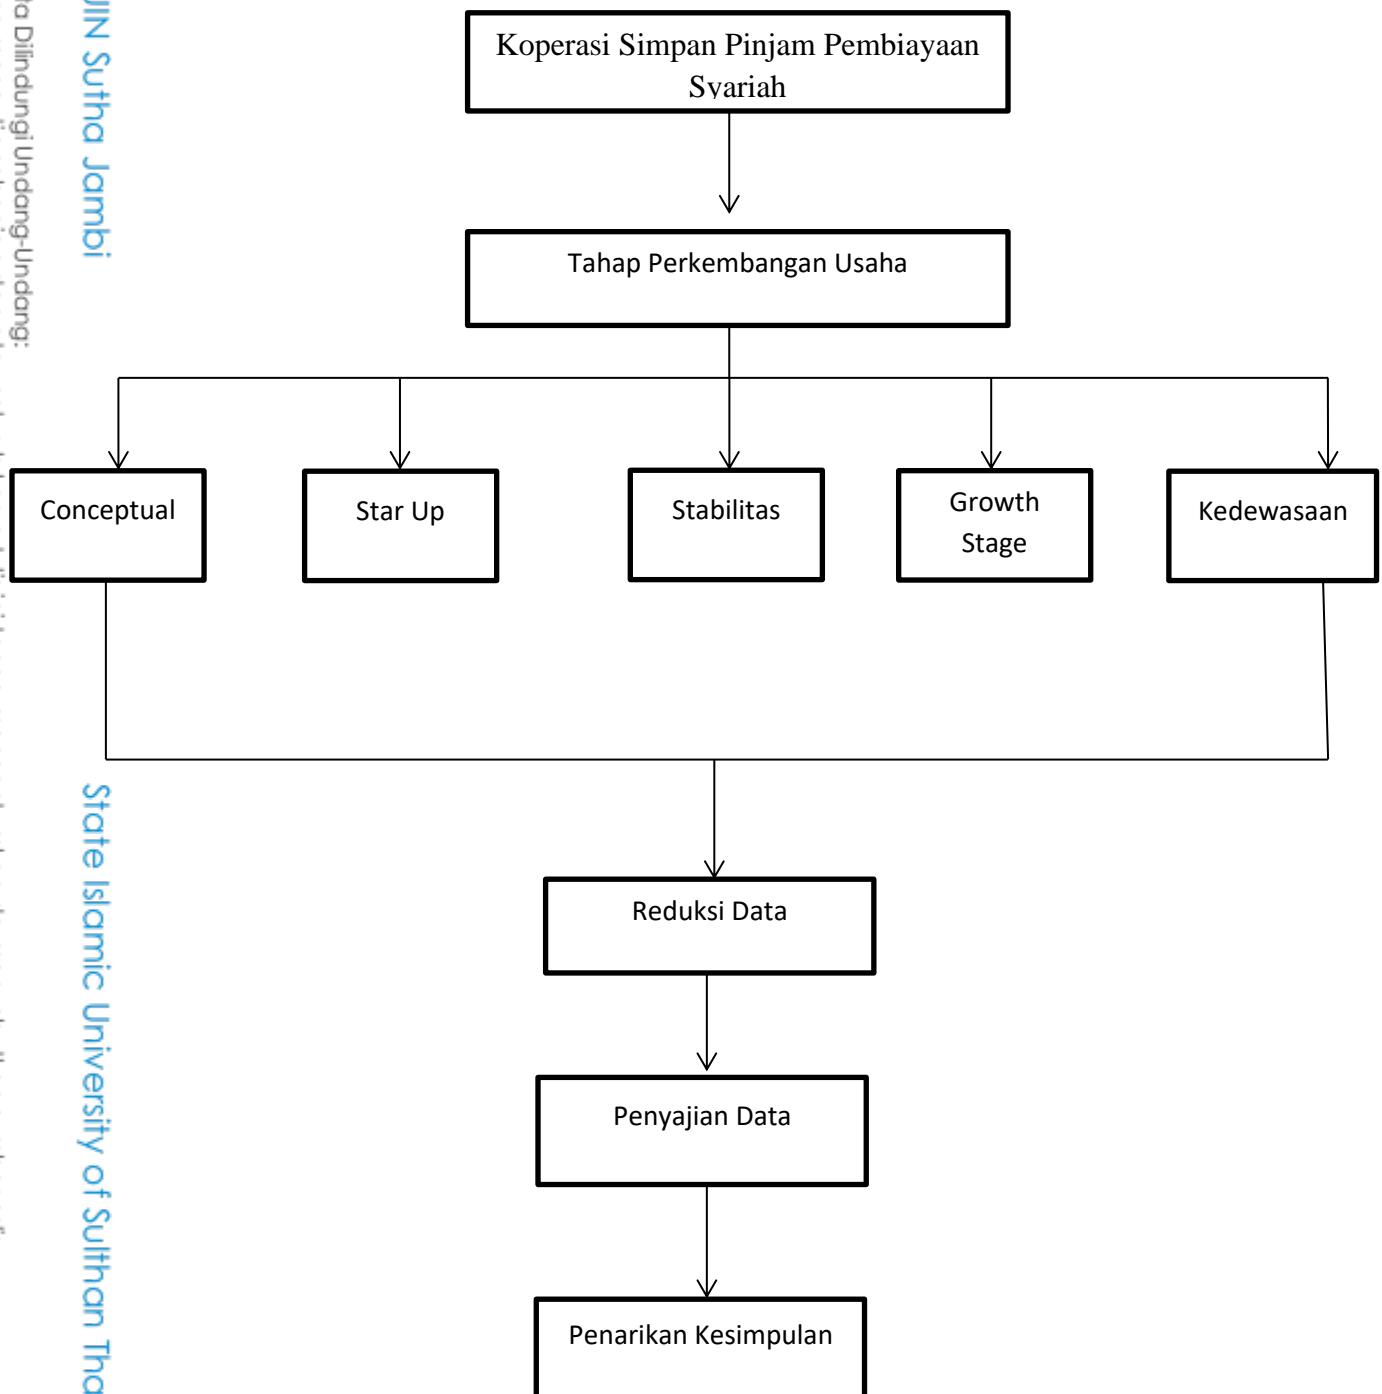 Koperasi Simpan Pinjam Pembiayaan
Syariah
Tahap Perkembangan Usaha
Conceptual
Star Up
Stabilitas
Growth
Stage
Kedewasaan
Reduksi Data
Penyajian Data
Penarikan Kesimpulan
UIN Sutha Jambi
State Islamic University of Sulthan Tha
Dilindungi Undang-Undang: